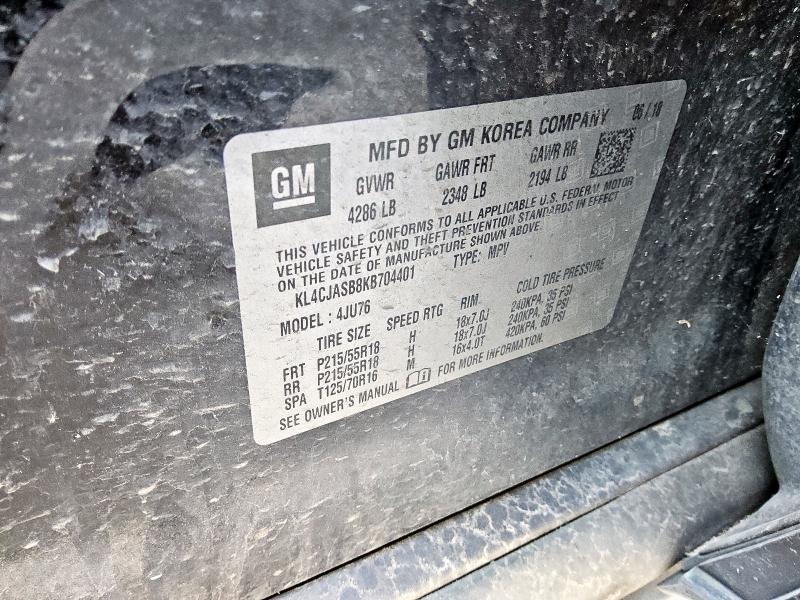 MFD BY GM KOREA COMPANY 06/18
GM
GVWR GAWR FRT GAWR RR
4286 LB 2348 LB 2194 LB
THIS VEHICLE CONFORMS TO ALL APPLICABLE U.S. FEDERAL MOTOR
VEHICLE SAFETY AND THEFT PREVENTION STANDARDS IN EFFECT
ON THE DATE OF MANUFACTURE SHOWN ABOVE.
KL4CJASB8KB704401 TYPE: MPV
MODEL : 4JU76
TIRE SIZE SPEED RTG RIM COLD TIRE PRESSURE
FRT P215/55R18 H 18x7.0J 240KPA, 35 PSI
RR P215/55R18 H 18x7.0J 240KPA, 35 PSI
SPA T125/70R16 M 16x4.0T 420KPA, 60 PSI
SEE OWNER'S MANUAL FOR MORE INFORMATION.